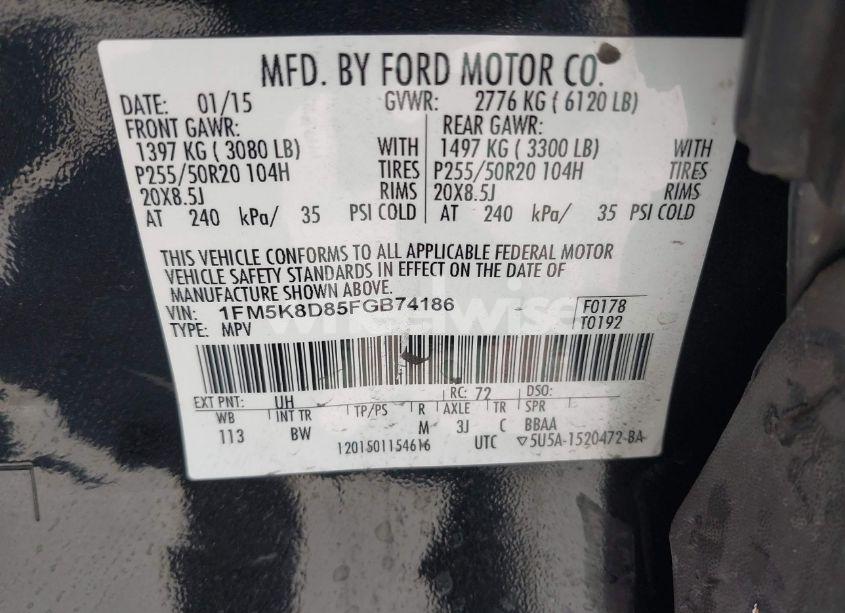 MFD. BY FORD MOTOR CO.
DATE: 01/15 GVWR: 2776 KG ( 6120 LB)
FRONT GAWR: REAR GAWR:
1397 KG ( 3080 LB) WITH 1497 KG ( 3300 LB) WITH
P255/50R20 104H TIRES P255/50R20 104H TIRES
20X8.5J RIMS 20X8.5J RIMS
AT 240 kPa/ 35 PSI COLD AT 240 kPa/ 35 PSI COLD
THIS VEHICLE CONFORMS TO ALL APPLICABLE FEDERAL MOTOR
VEHICLE SAFETY STANDARDS IN EFFECT ON THE DATE OF
MANUFACTURE SHOWN ABOVE.
VIN: 1FM5K8D85FGB74186 F0178
TYPE: MPV T0192
wheelwise
EXT PNT: UH RC: 72 DSO:
WB INT TR TP/PS R AXLE TR SPR
113 BW M 3J C BBAA
1201501154616 UTC ▽5U5A-1520472-BA